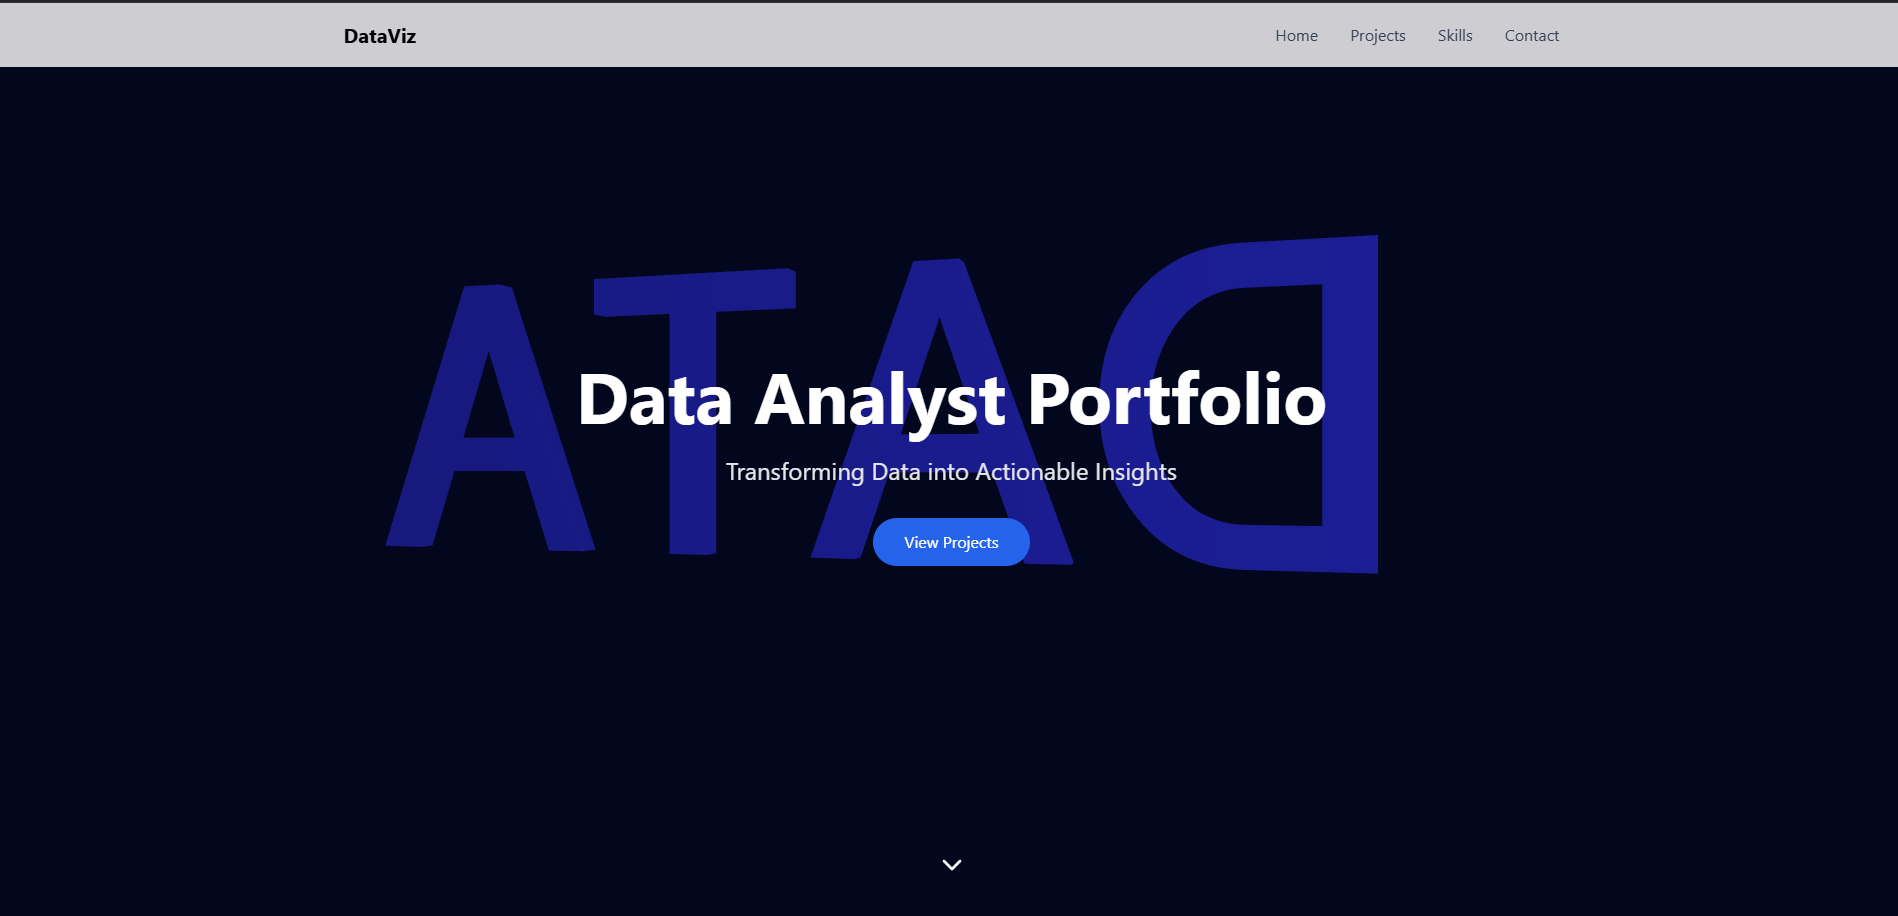 DataViz
Home Projects Skills Contact
ATAD
Data Analyst Portfolio
Transforming Data into Actionable Insights
View Projects